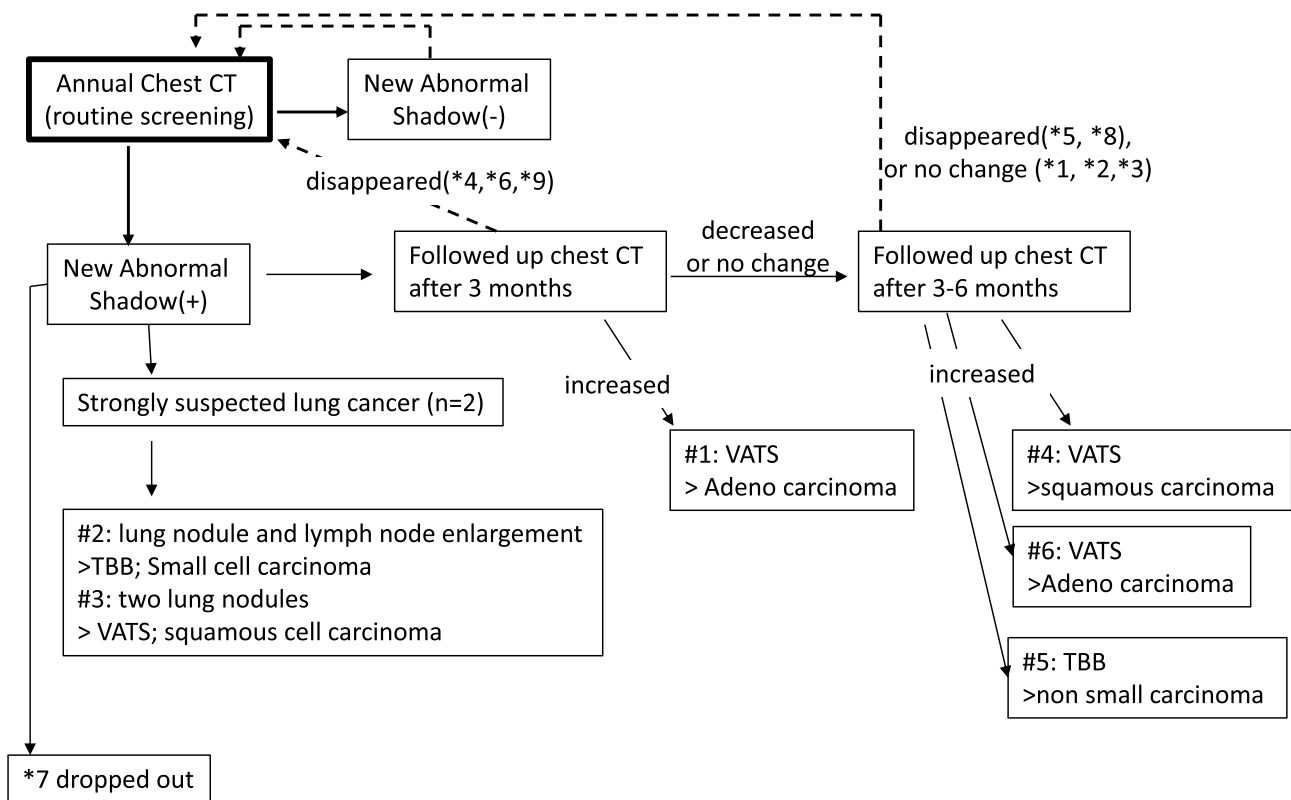 Annual Chest CT
(routine screening)
New Abnormal
Shadow(-)
disappeared(*4,*6,*9)
disappeared(*5, *8),
or no change (*1, *2,*3)
New Abnormal
Shadow(+)
Followed up chest CT
after 3 months
decreased
or no change
Followed up chest CT
after 3-6 months
Strongly suspected lung cancer (n=2)
increased
increased
#1: VATS
> Adeno carcinoma
#4: VATS
>squamous carcinoma
#2: lung nodule and lymph node enlargement
>TBB; Small cell carcinoma
#3: two lung nodules
> VATS; squamous cell carcinoma
#6: VATS
>Adeno carcinoma
#5: TBB
>non small carcinoma
*7 dropped out